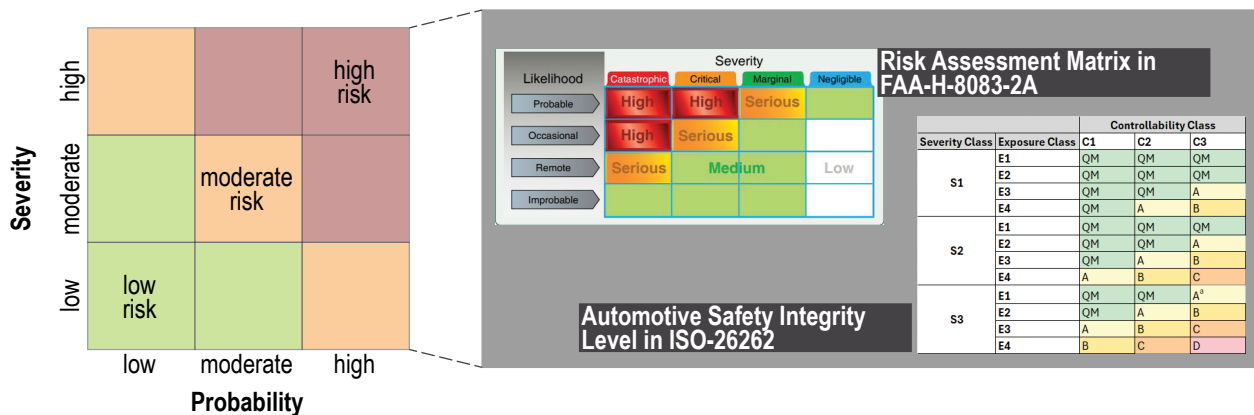 Severity
high
moderate
low
high
risk
moderate
risk
low
risk
low moderate high
Probability
Severity
Likelihood
Catastrophic Critical Marginal Negligible
Probable High High Serious
Occasional High Serious
Remote Serious Medium Low
Improbable
Risk Assessment Matrix in
FAA-H-8083-2A
Controllability Class
Severity Class Exposure Class C1 C2 C3
S1
E1 QM QM QM
E2 QM QM QM
E3 QM QM A
E4 QM A B
S2
E1 QM QM QM
E2 QM QM A
E3 QM A B
E4 A B C
S3
E1 QM QM Aᵃ
E2 QM A B
E3 A B C
E4 B C D
Automotive Safety Integrity
Level in ISO-26262